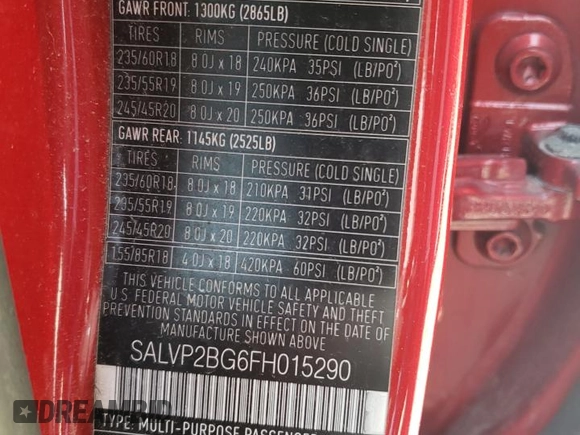 GAWR FRONT: 1300KG (2865LB)
TIRES RIMS PRESSURE (COLD SINGLE)
235/60R18 8.0J x 18 240KPA 35PSI (LB/PO²)
235/55R19 8.0J x 19 250KPA 36PSI (LB/PO²)
245/45R20 8.0J x 20 250KPA 36PSI (LB/PO²)
GAWR REAR: 1145KG (2525LB)
TIRES RIMS PRESSURE (COLD SINGLE)
235/60R18 8.0J x 18 210KPA 31PSI (LB/PO²)
235/55R19 8.0J x 19 220KPA 32PSI (LB/PO²)
245/45R20 8.0J x 20 220KPA 32PSI (LB/PO²)
155/85R18 4.0J x 18 420KPA 60PSI (LB/PO²)
THIS VEHICLE CONFORMS TO ALL APPLICABLE
U.S. FEDERAL MOTOR VEHICLE SAFETY AND THEFT
PREVENTION STANDARDS IN EFFECT ON THE DATE OF
MANUFACTURE SHOWN ABOVE
SALVP2BG6FH015290
TYPE: MULTI-PURPOSE PASSENGER
DREAMBID